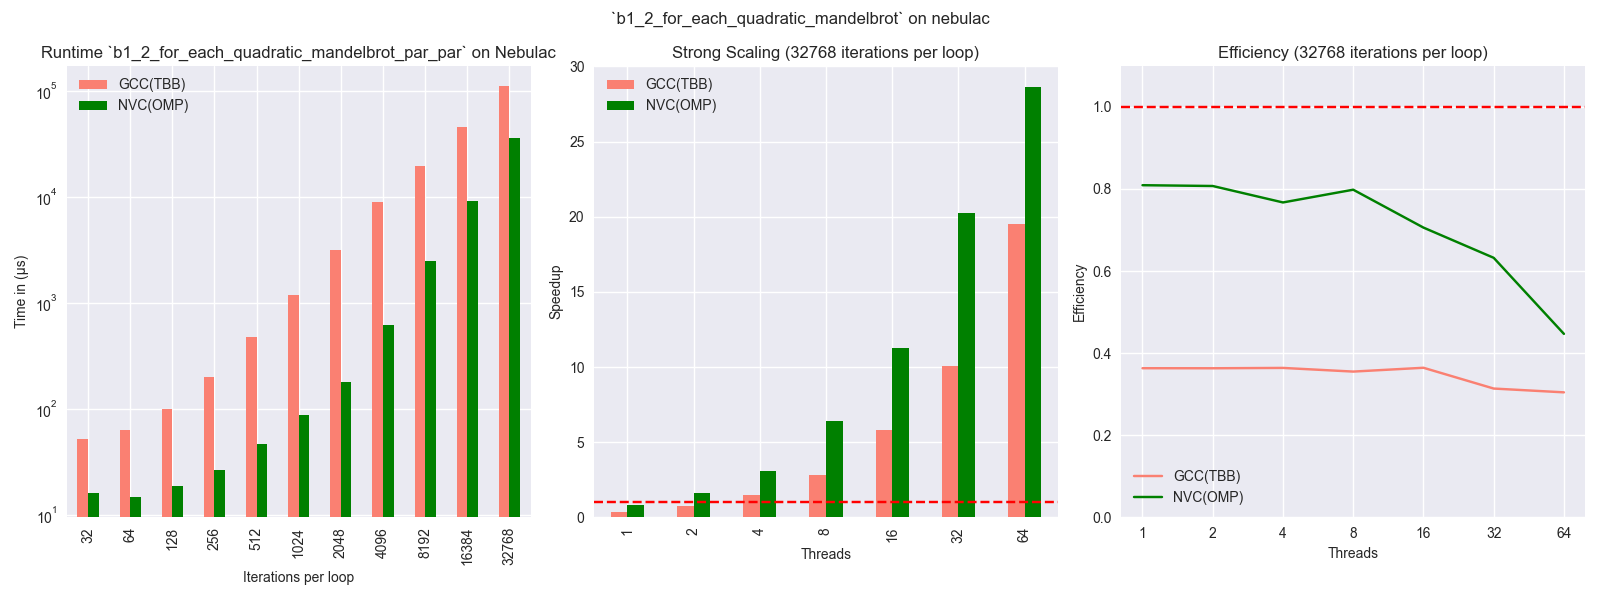 `b1_2_for_each_quadratic_mandelbrot` on nebulac
Runtime `b1_2_for_each_quadratic_mandelbrot_par_par` on Nebulac
GCC(TBB)
NVC(OMP)
10^5
10^4
10^3
10^2
10^1
Time in (µs)
32
64
128
256
512
1024
2048
4096
8192
16384
32768
Iterations per loop
Strong Scaling (32768 iterations per loop)
GCC(TBB)
NVC(OMP)
30
25
20
15
10
5
0
Speedup
1
2
4
8
16
32
64
Threads
Efficiency (32768 iterations per loop)
1.0
0.8
0.6
0.4
0.2
0.0
Efficiency
GCC(TBB)
NVC(OMP)
1
2
4
8
16
32
64
Threads